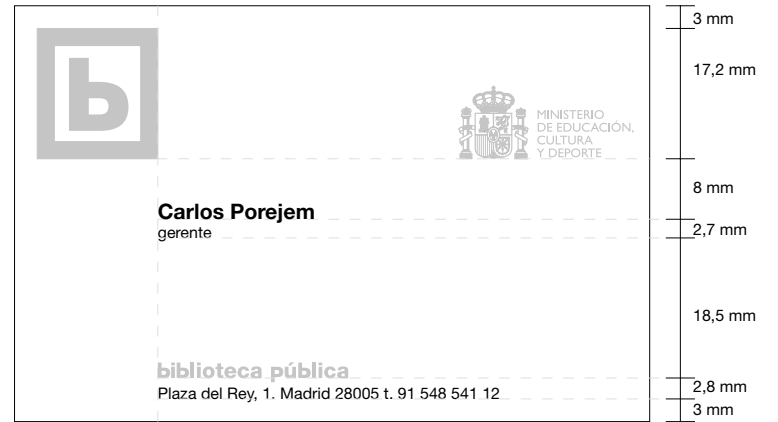 b
MINISTERIO
DE EDUCACIÓN,
CULTURA
Y DEPORTE
Carlos Porejem
gerente
biblioteca pública
Plaza del Rey, 1. Madrid 28005 t. 91 548 541 12
3 mm
17,2 mm
8 mm
2,7 mm
18,5 mm
2,8 mm
3 mm